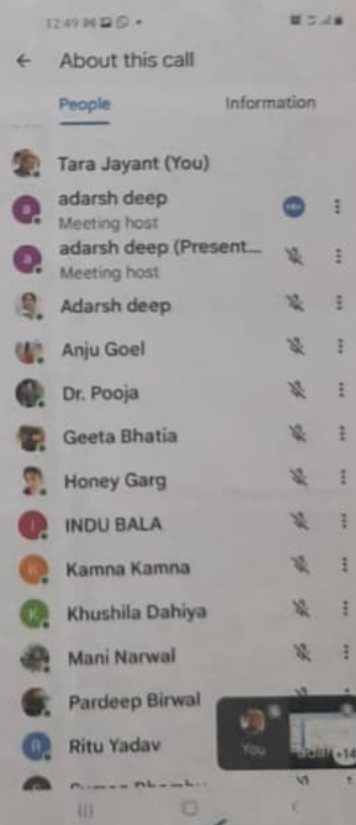 12:49
About this call
People
Information
Tara Jayant (You)
a
adarsh deep
Meeting host
a
adarsh deep (Present...
Meeting host
Adarsh deep
Anju Goel
Dr. Pooja
Geeta Bhatia
Honey Garg
I
INDU BALA
K
Kamna Kamna
K
Khushila Dahiya
Mani Narwal
Pardeep Birwal
R
Ritu Yadav
You